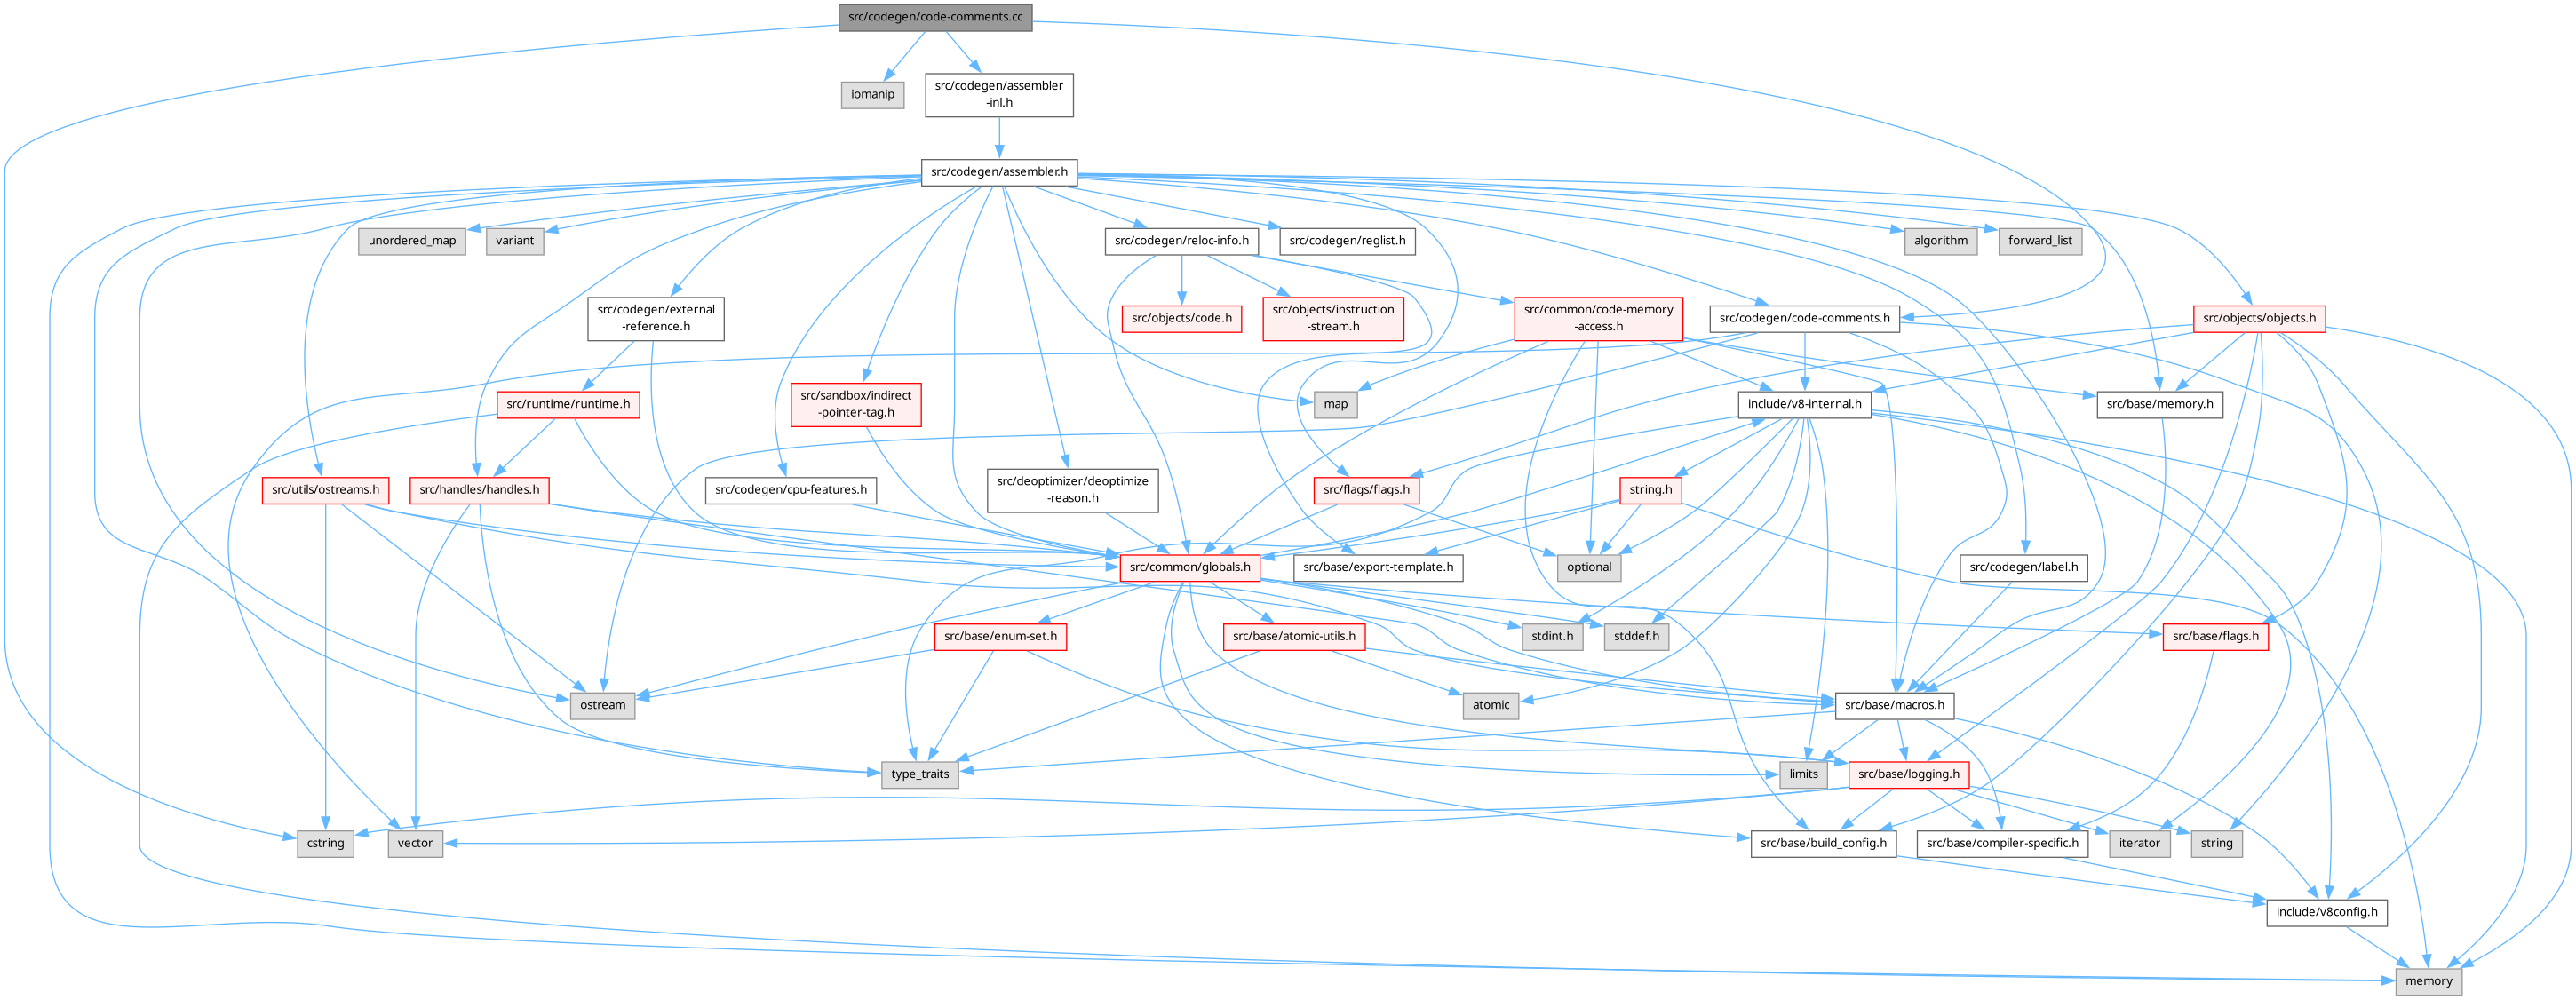 src/codegen/code-comments.cc
iomanip
src/codegen/assembler
-inl.h
src/codegen/assembler.h
unordered_map
variant
src/codegen/reloc-info.h
src/codegen/reglist.h
algorithm
forward_list
src/codegen/external
-reference.h
src/objects/code.h
src/objects/instruction
-stream.h
src/common/code-memory
-access.h
src/codegen/code-comments.h
src/objects/objects.h
src/runtime/runtime.h
src/sandbox/indirect
-pointer-tag.h
map
include/v8-internal.h
src/base/memory.h
src/utils/ostreams.h
src/handles/handles.h
src/codegen/cpu-features.h
src/deoptimizer/deoptimize
-reason.h
src/flags/flags.h
string.h
src/common/globals.h
src/base/export-template.h
optional
src/codegen/label.h
src/base/enum-set.h
src/base/atomic-utils.h
stdint.h
stddef.h
src/base/flags.h
ostream
atomic
src/base/macros.h
type_traits
limits
src/base/logging.h
cstring
vector
src/base/build_config.h
src/base/compiler-specific.h
iterator
string
include/v8config.h
memory